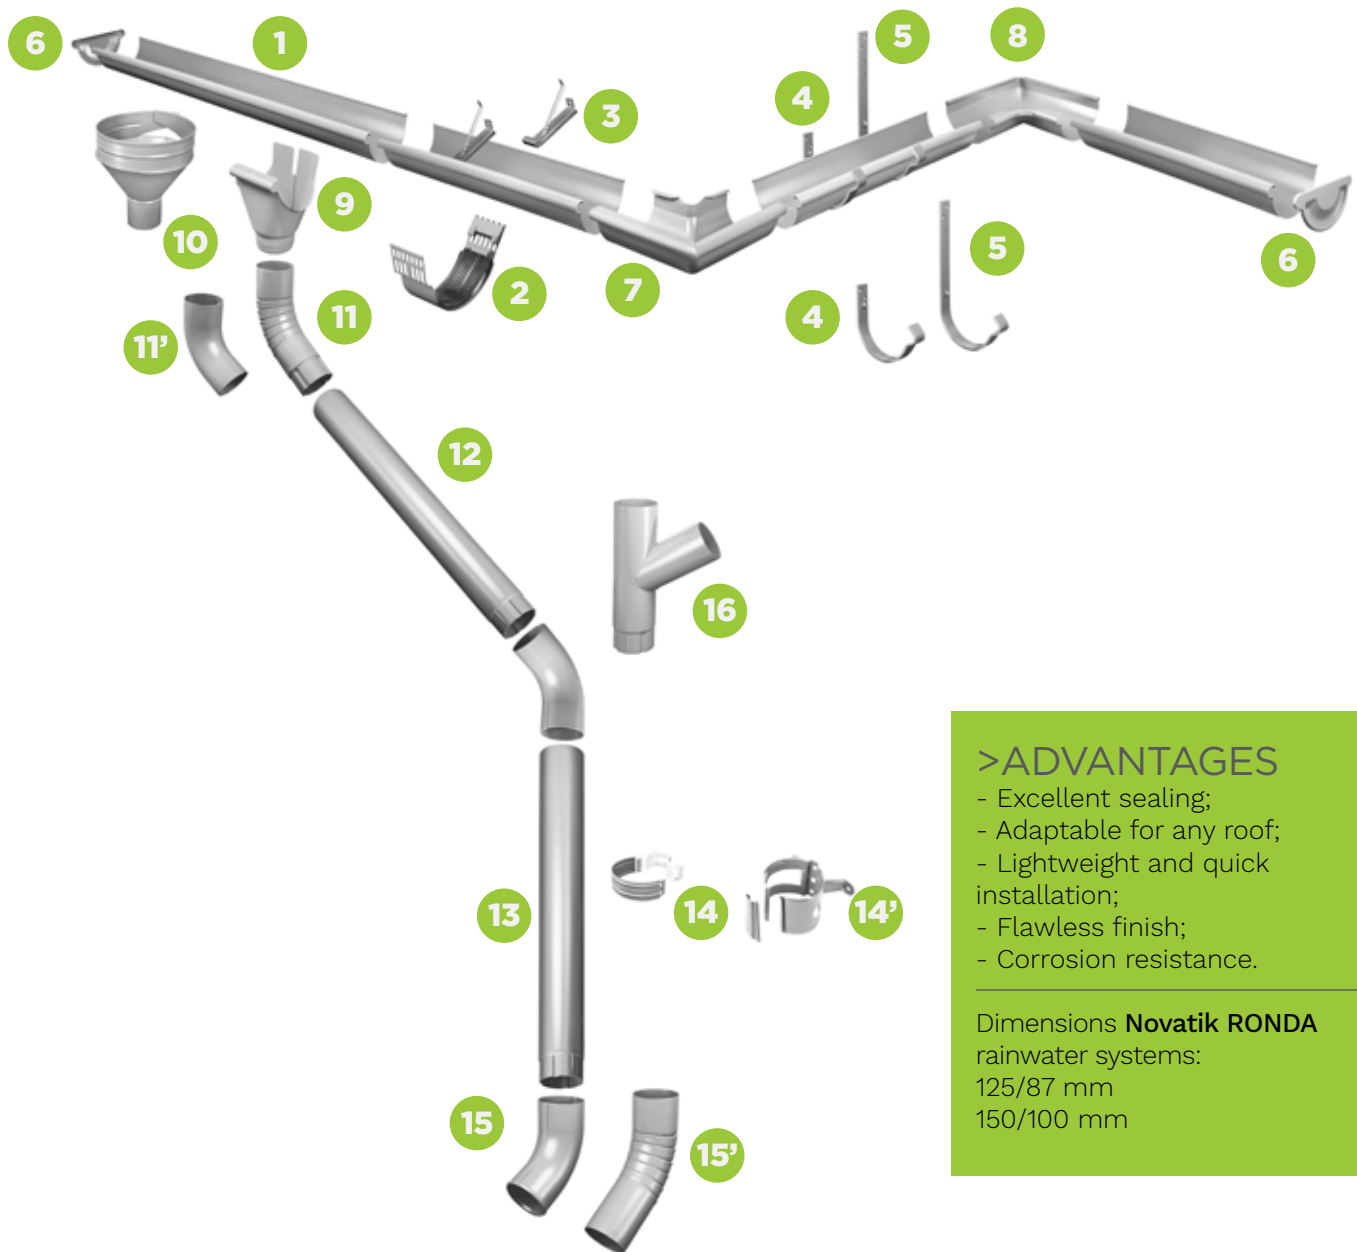 6
1
5
8
3
4
9
10
5
6
2
7
11
4
11’
12
16
>ADVANTAGES
- Excellent sealing;
- Adaptable for any roof;
- Lightweight and quick
installation;
- Flawless finish;
- Corrosion resistance.
13
14
14’
Dimensions Novatik RONDA
rainwater systems:
125/87 mm
150/100 mm
15
15’